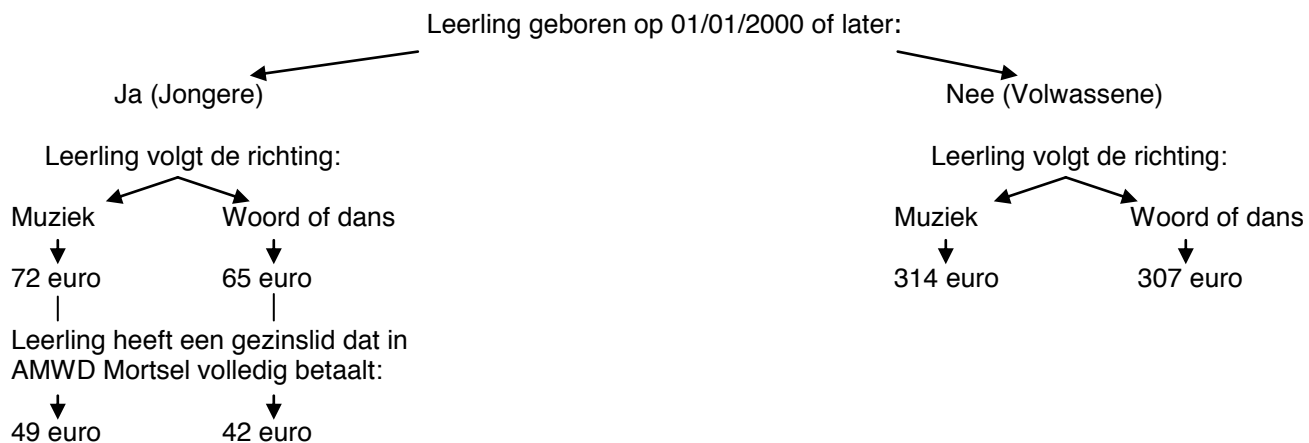 Leerling geboren op 01/01/2000 of later:
Ja (Jongere) Nee (Volwassene)
Leerling volgt de richting: Leerling volgt de richting:
Muziek Woord of dans Muziek Woord of dans
72 euro 65 euro 314 euro 307 euro
Leerling heeft een gezinslid dat in
AMWD Mortsel volledig betaalt:
49 euro 42 euro